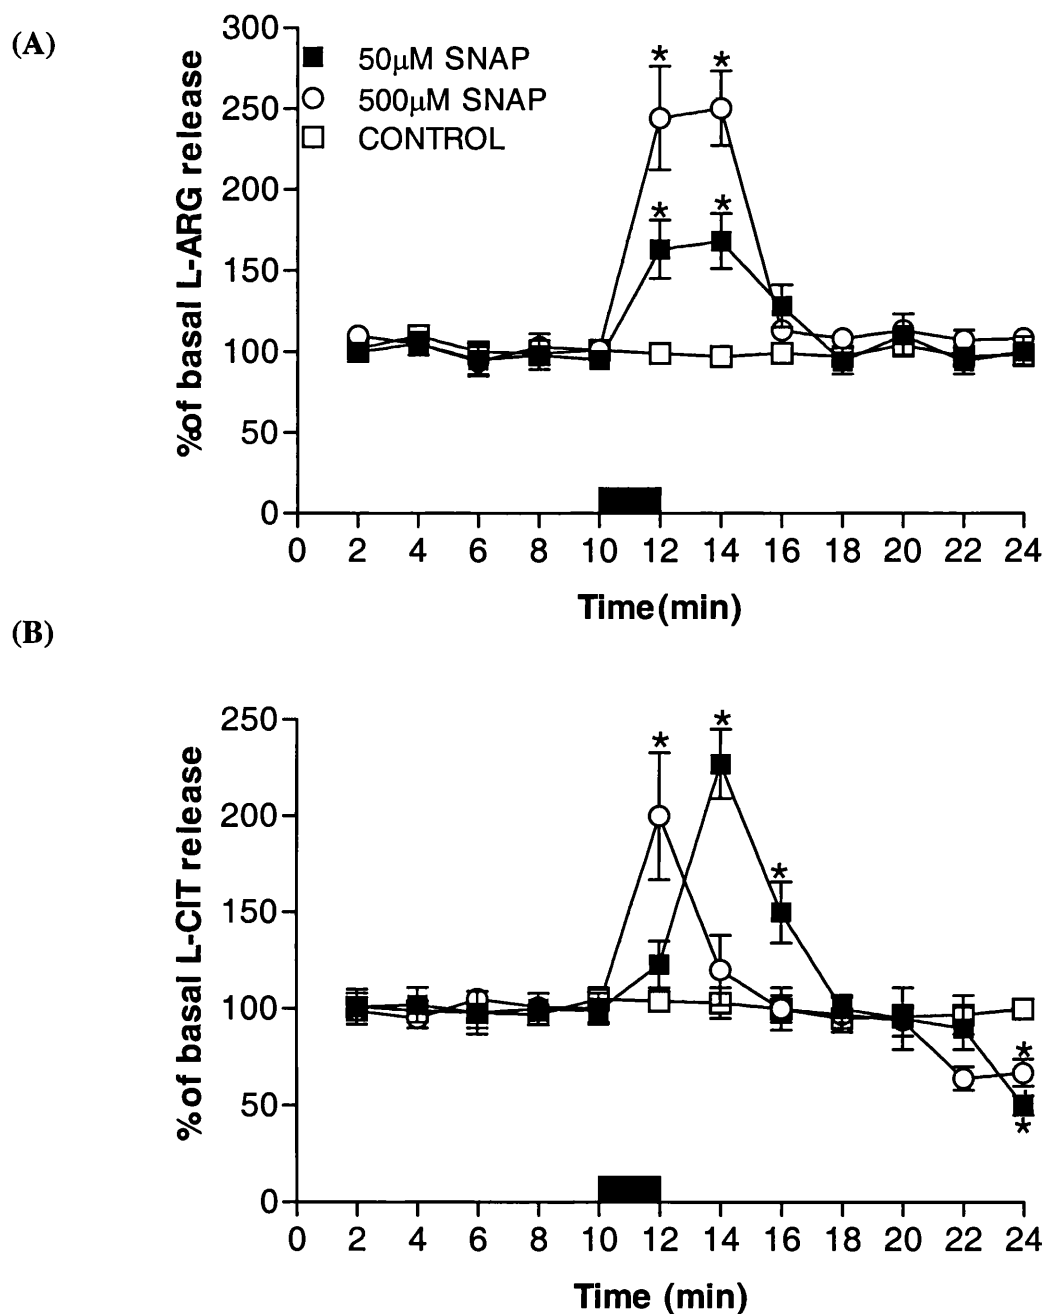 (A)
%of basal L-ARG release
300
250
200
150
100
50
0
50µM SNAP
500µM SNAP
CONTROL
* *
* *
0 2 4 6 8 10 12 14 16 18 20 22 24
Time(min)
(B)
%of basal L-CIT release
250
200
150
100
50
0
* *
*
*
*
0 2 4 6 8 10 12 14 16 18 20 22 24
Time (min)